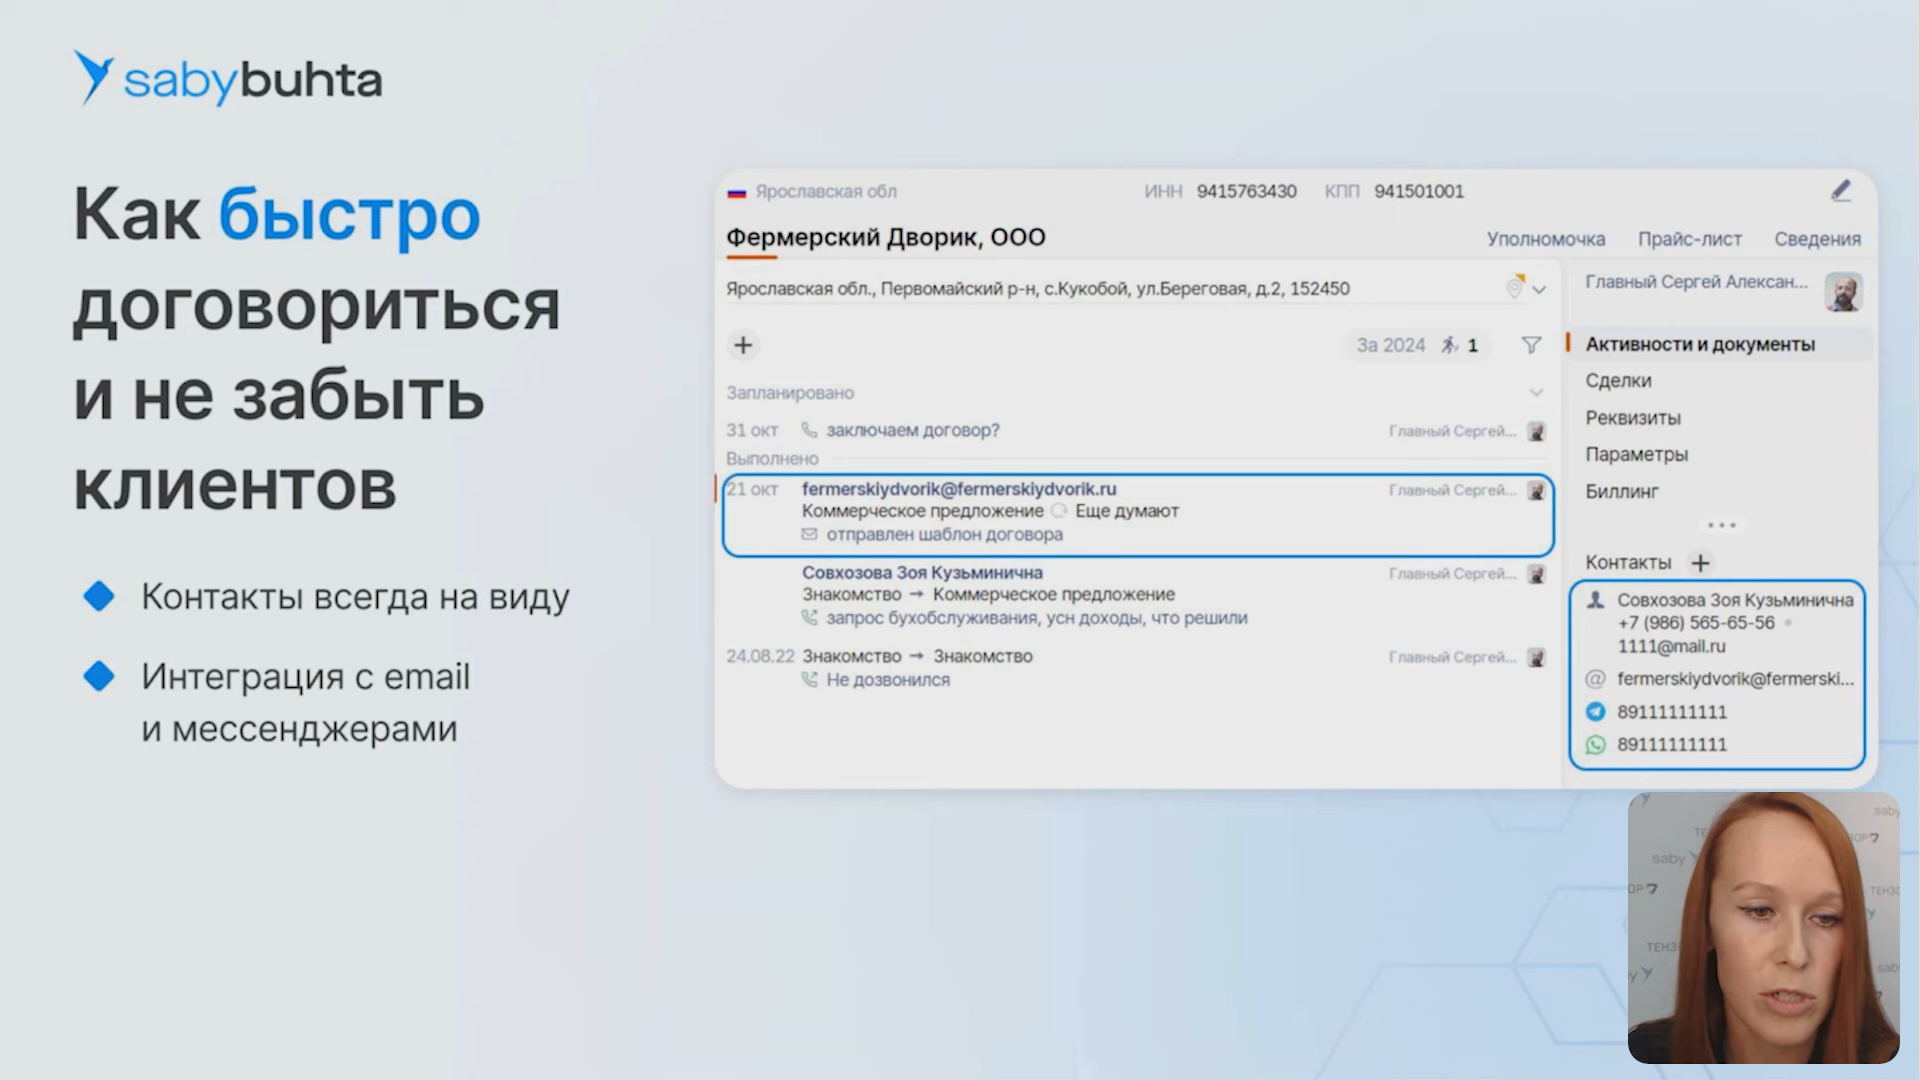 sabybuhta
Как быстро
договориться
и не забыть
клиентов
Контакты всегда на виду
Интеграция с email
и мессенджерами
Ярославская обл
ИНН 9415763430 КПП 941501001
Фермерский Дворик, ООО
Уполномочка Прайс-лист Сведения
Ярославская обл., Первомайский р-н, с.Кукобой, ул.Береговая, д.2, 152450
За 2024 1
Запланировано
31 окт заключаем договор? Главный Сергей...
Выполнено
21 окт fermerskiydvorik@fermerskiydvorik.ru Главный Сергей...
Коммерческое предложение Еще думают
отправлен шаблон договора
Совхозова Зоя Кузьминична Главный Сергей...
Знакомство → Коммерческое предложение
запрос бухобслуживания, усн доходы, что решили
24.08.22 Знакомство → Знакомство Главный Сергей...
Не дозвонился
Главный Сергей Алексан...
Активности и документы
Сделки
Реквизиты
Параметры
Биллинг
...
Контакты +
Совхозова Зоя Кузьминична
+7 (986) 565-65-56
1111@mail.ru
fermerskiydvorik@fermerski...
89111111111
89111111111
saby
saby
ТЕНЗ
saby